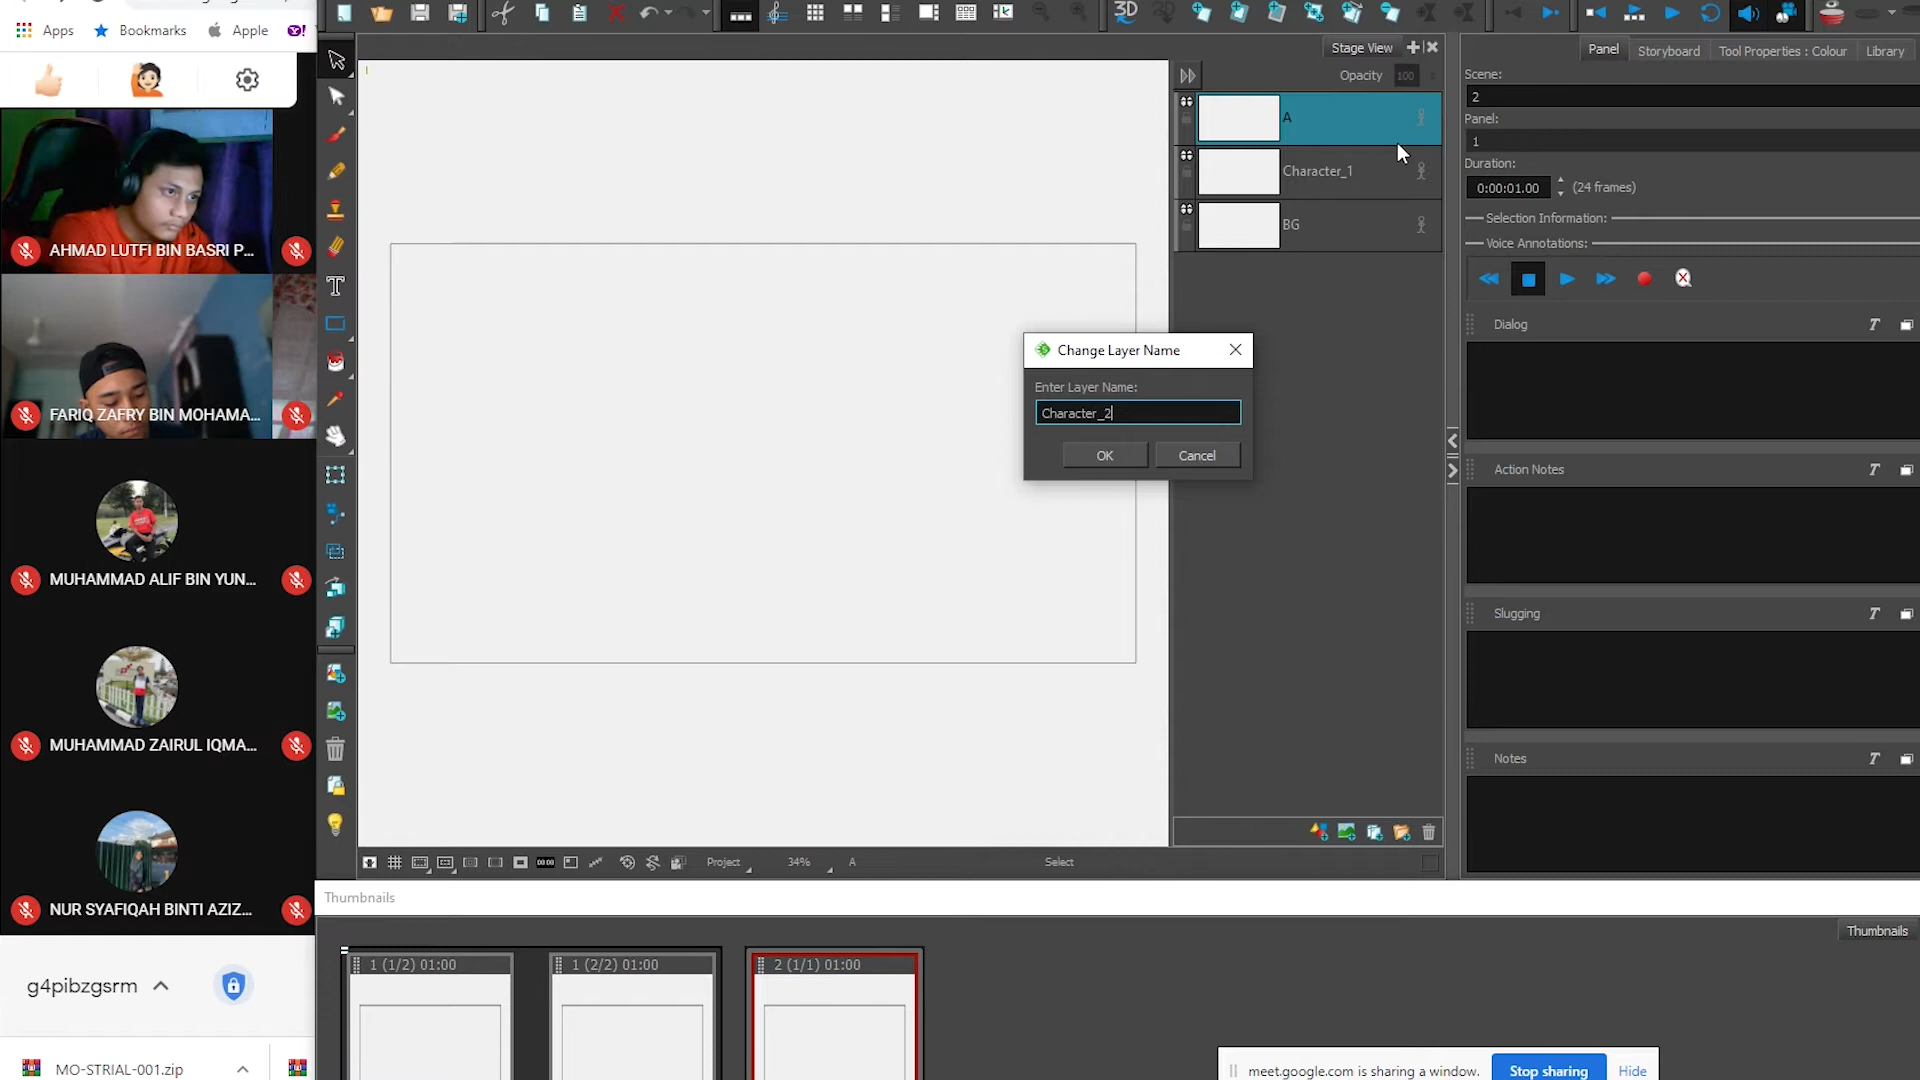 Apps
Bookmarks
Apple
AHMAD LUTFI BIN BASRI P...
FARIQ ZAFRY BIN MOHAMA...
MUHAMMAD ALIF BIN YUN...
MUHAMMAD ZAIRUL IQMA...
NUR SYAFIQAH BINTI AZIZ...
g4pibzgsrm
MO-STRIAL-001.zip
3D
Stage View
Opacity 100
A
Character_1
BG
Change Layer Name
Enter Layer Name:
Character_2
OK
Cancel
Project
34%
A
Select
Panel
Storyboard
Tool Properties : Colour
Library
Scene:
2
Panel:
1
Duration:
0:00:01.00
(24 frames)
Selection Information:
Voice Annotations:
Dialog
Action Notes
Slugging
Notes
Thumbnails
Thumbnails
1 (1/2) 01:00
1 (2/2) 01:00
2 (1/1) 01:00
meet.google.com is sharing a window.
Stop sharing
Hide